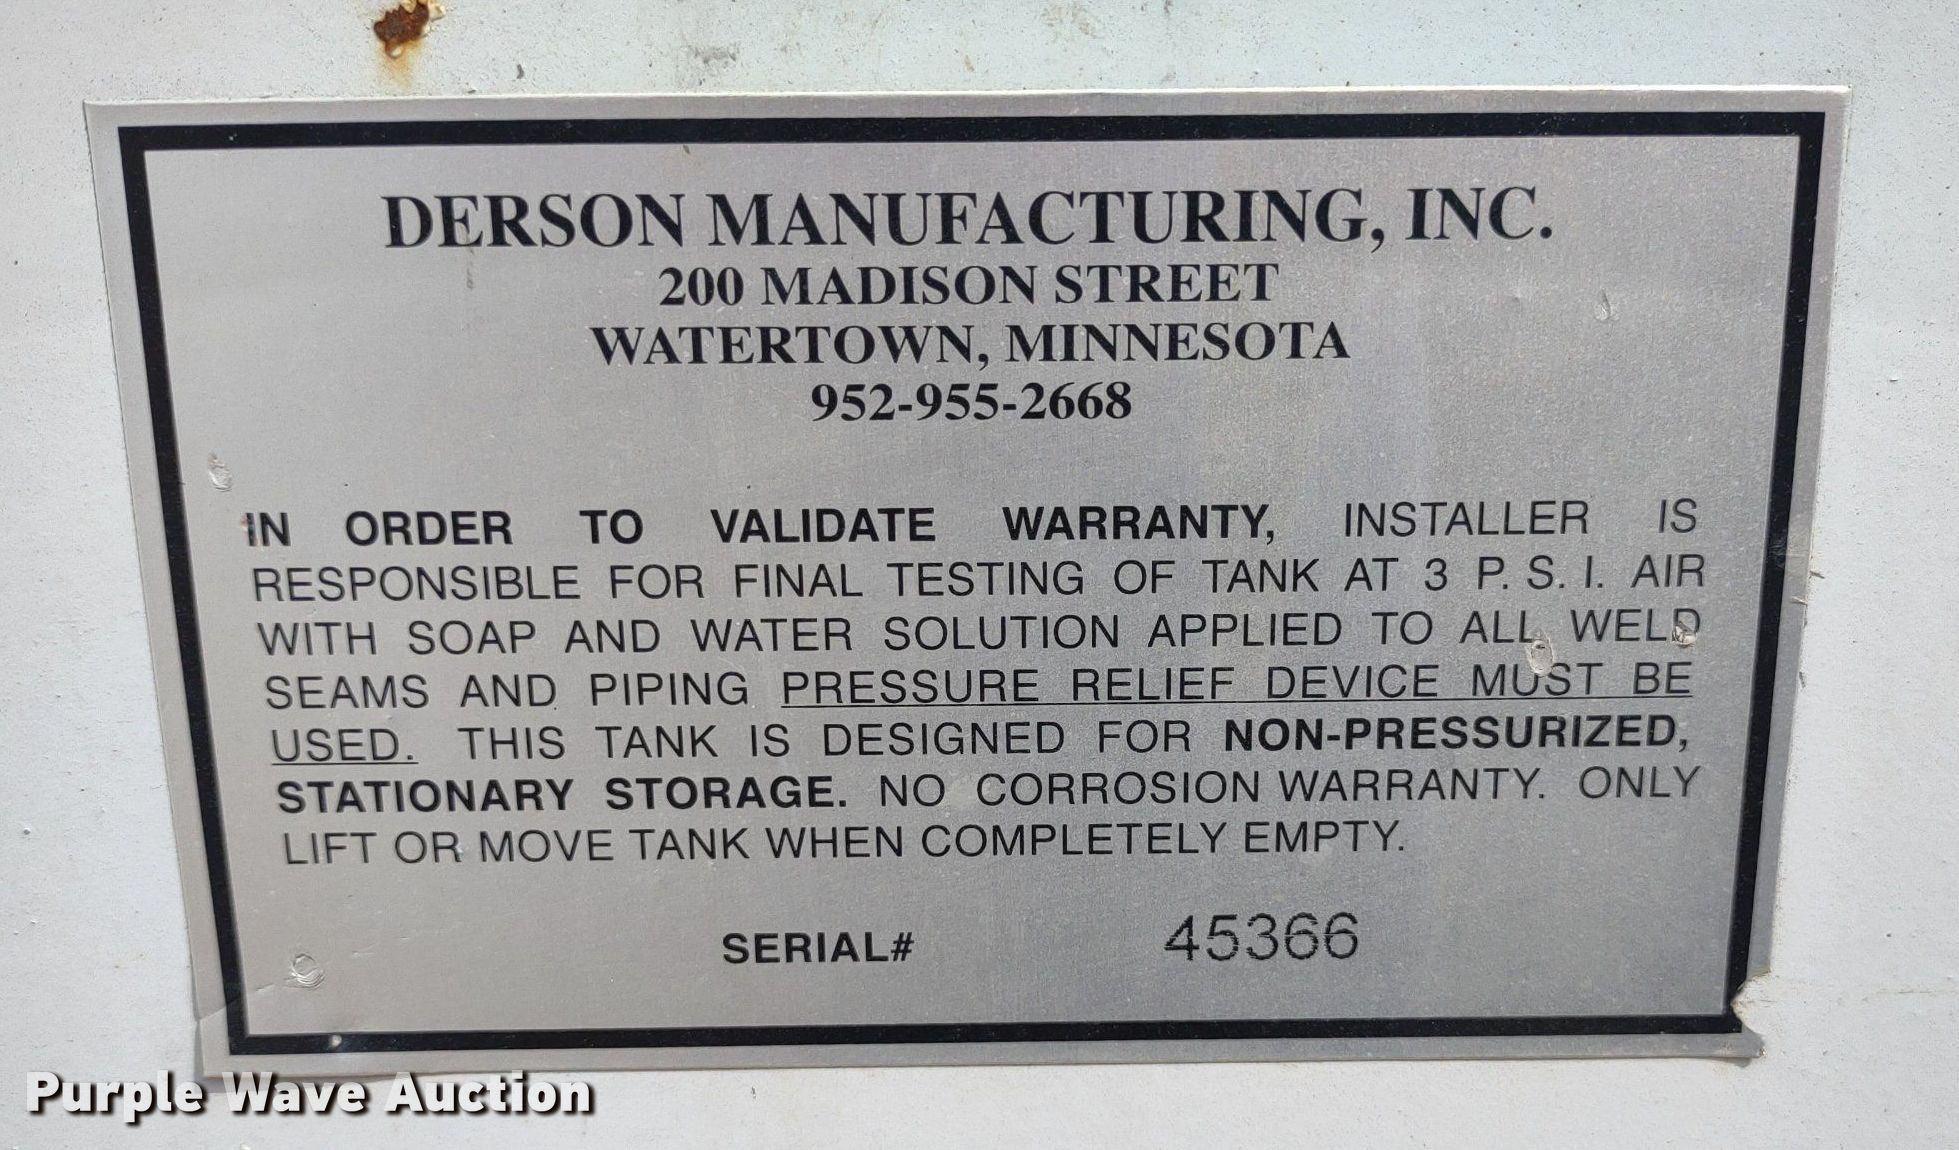 DERSON MANUFACTURING, INC.
200 MADISON STREET
WATERTOWN, MINNESOTA
952-955-2668
IN ORDER TO VALIDATE WARRANTY, INSTALLER IS
RESPONSIBLE FOR FINAL TESTING OF TANK AT 3 P. S. I. AIR
WITH SOAP AND WATER SOLUTION APPLIED TO ALL WELD
SEAMS AND PIPING PRESSURE RELIEF DEVICE MUST BE
USED. THIS TANK IS DESIGNED FOR NON-PRESSURIZED,
STATIONARY STORAGE. NO CORROSION WARRANTY. ONLY
LIFT OR MOVE TANK WHEN COMPLETELY EMPTY.
SERIAL# 45366
Purple Wave Auction